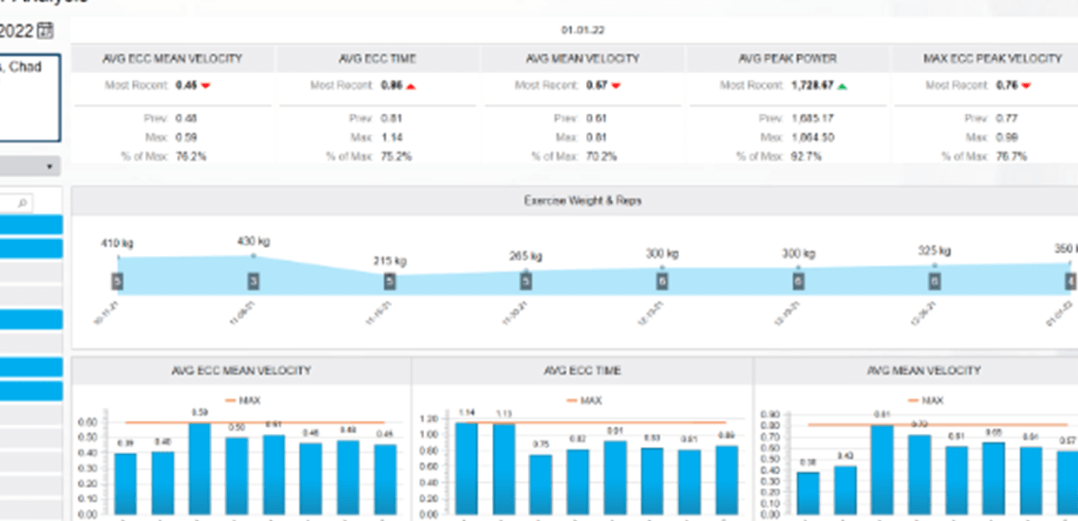 Analysis
2022
01.01.22
, Chad
AVG ECC MEAN VELOCITY
Most Recent: 0.45
Prev: 0.48
Max: 0.59
% of Max: 76.2%
AVG ECC TIME
Most Recent: 0.86
Prev: 0.81
Max: 1.14
% of Max: 75.2%
AVG MEAN VELOCITY
Most Recent: 0.57
Prev: 0.61
Max: 0.81
% of Max: 70.2%
AVG PEAK POWER
Most Recent: 1,728.67
Prev: 1,685.17
Max: 1,864.50
% of Max: 92.7%
MAX ECC PEAK VELOCITY
Most Recent: 0.76
Prev: 0.77
Max: 0.99
% of Max: 76.7%
Exercise Weight & Reps
410 kg 430 kg 215 kg 265 kg 300 kg 300 kg 325 kg 350
5 3 5 5 6 6 6 4
10-11-21 11-08-21 12-26-21 01-01-22
AVG ECC MEAN VELOCITY
MAX
0.60
0.50
0.40
0.30
0.20
0.10
0.00
0.39 0.40 0.59 0.50 0.51 0.46 0.48 0.45
AVG ECC TIME
MAX
1.20
1.00
0.80
0.60
0.40
0.20
0.00
1.14 1.13 0.75 0.82 0.91 0.83 0.81 0.86
AVG MEAN VELOCITY
MAX
0.90
0.80
0.70
0.60
0.50
0.40
0.30
0.20
0.10
0.00
0.38 0.43 0.81 0.72 0.61 0.65 0.61 0.57